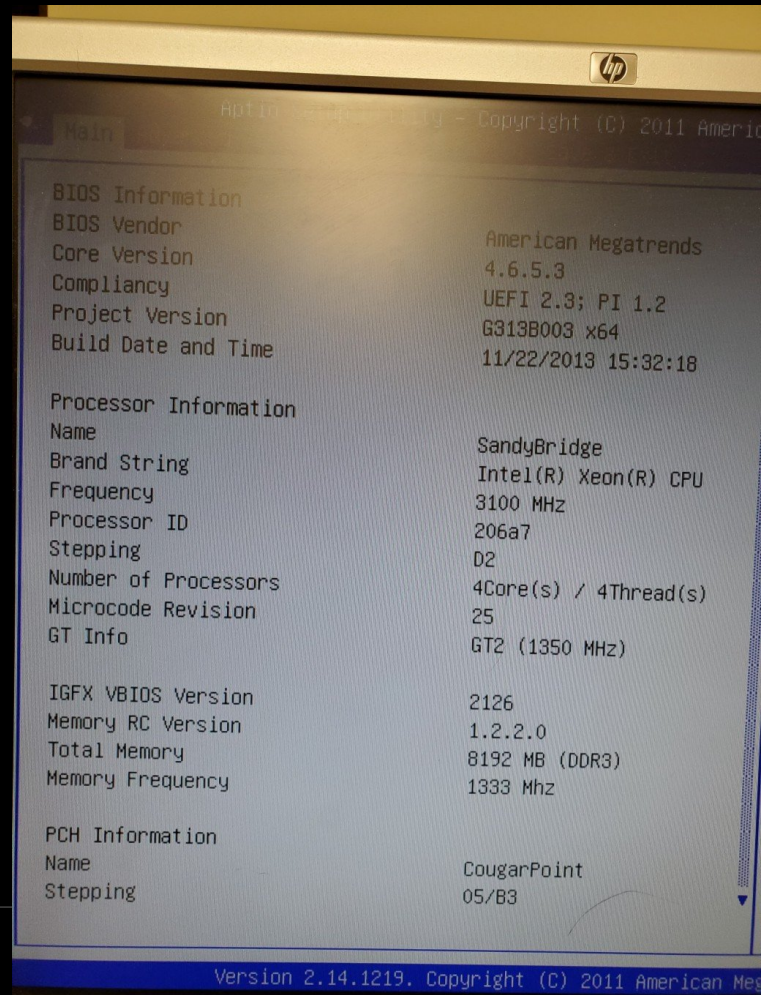 hp
Aptio Setup Utility - Copyright (C) 2011 Americ
Main
BIOS Information
BIOS Vendor American Megatrends
Core Version 4.6.5.3
Compliancy UEFI 2.3; PI 1.2
Project Version G313B003 x64
Build Date and Time 11/22/2013 15:32:18
Processor Information
Name SandyBridge
Brand String Intel(R) Xeon(R) CPU
Frequency 3100 MHz
Processor ID 206a7
Stepping D2
Number of Processors 4Core(s) / 4Thread(s)
Microcode Revision 25
GT Info GT2 (1350 MHz)
IGFX VBIOS Version 2126
Memory RC Version 1.2.2.0
Total Memory 8192 MB (DDR3)
Memory Frequency 1333 Mhz
PCH Information
Name CougarPoint
Stepping 05/B3
Version 2.14.1219. Copyright (C) 2011 American Meg